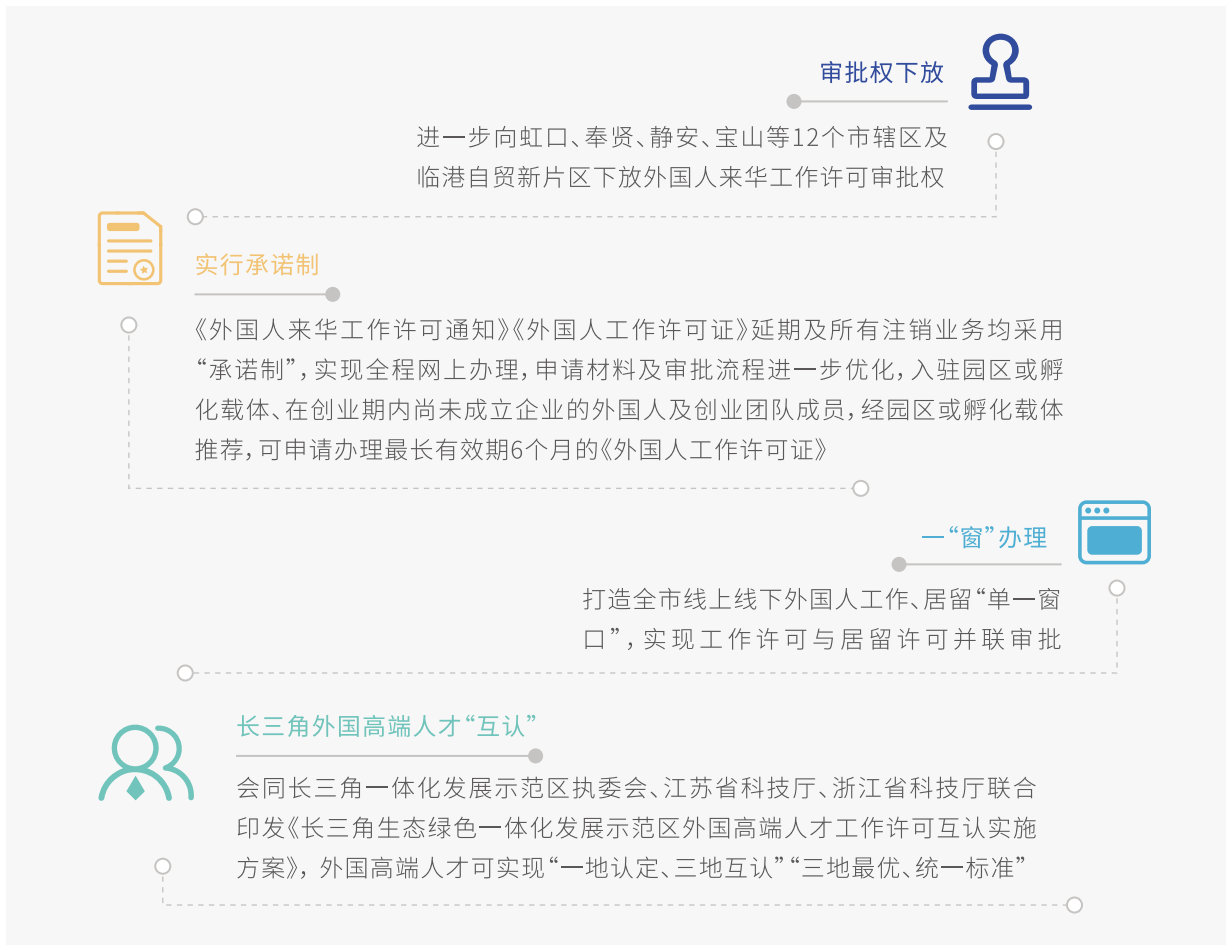 审批权下放
进一步向虹口、奉贤、静安、宝山等12个市辖区及
临港自贸新片区下放外国人来华工作许可审批权
实行承诺制
《外国人来华工作许可通知》《外国人工作许可证》延期及所有注销业务均采用
“承诺制”，实现全程网上办理，申请材料及审批流程进一步优化，入驻园区或孵
化载体、在创业期内尚未成立企业的外国人及创业团队成员，经园区或孵化载体
推荐，可申请办理最长有效期6个月的《外国人工作许可证》
一“窗”办理
打造全市线上线下外国人工作、居留“单一窗
口”，实现工作许可与居留许可并联审批
长三角外国高端人才“互认”
会同长三角一体化发展示范区执委会、江苏省科技厅、浙江省科技厅联合
印发《长三角生态绿色一体化发展示范区外国高端人才工作许可互认实施
方案》，外国高端人才可实现“一地认定、三地互认”“三地最优、统一标准”